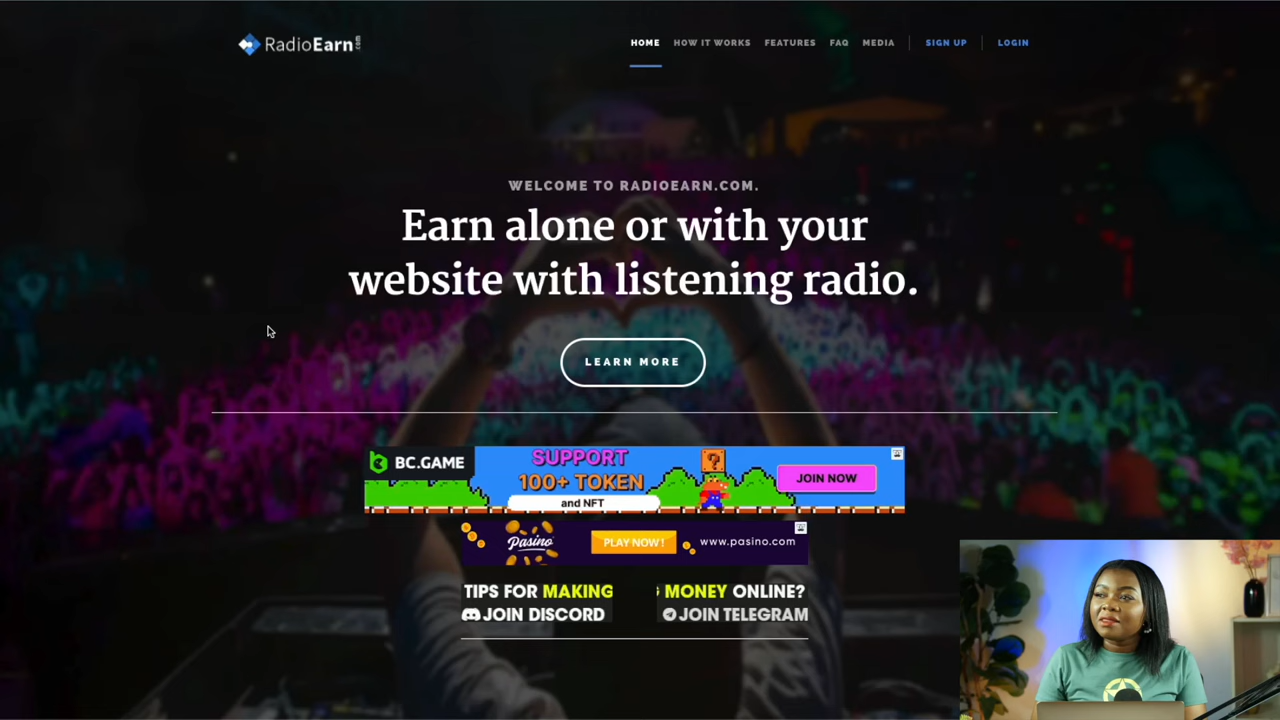 RadioEarn.com
HOME HOW IT WORKS FEATURES FAQ MEDIA SIGN UP LOGIN
WELCOME TO RADIOEARN.COM.
Earn alone or with your
website with listening radio.
LEARN MORE
BC.GAME
SUPPORT
100+ TOKEN
and NFT
?
JOIN NOW
Pasino
PLAY NOW!
www.pasino.com
TIPS FOR MAKING
JOIN DISCORD
MONEY ONLINE?
JOIN TELEGRAM